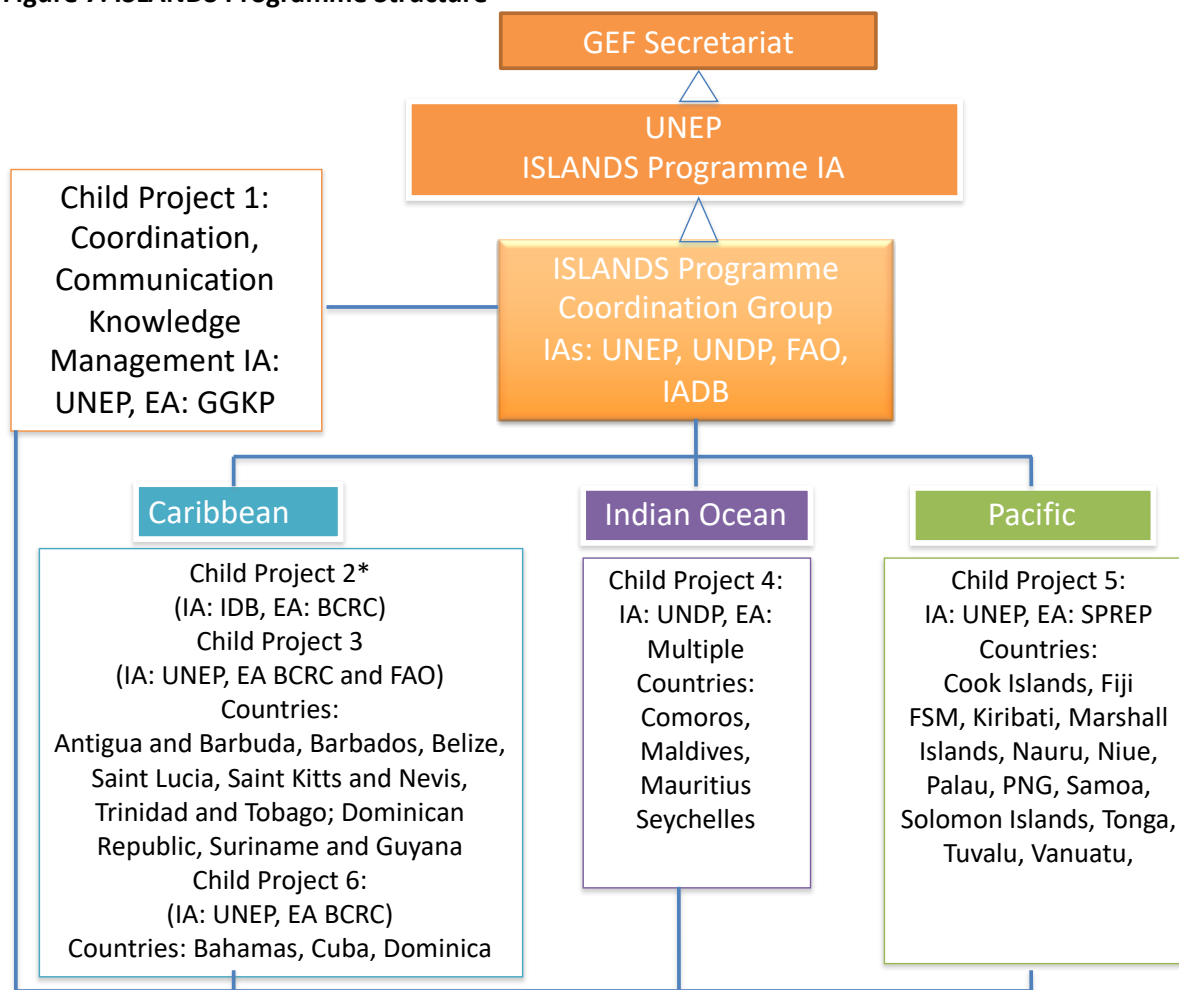 Figure 7: ISLANDS Programme Structure
GEF Secretariat
UNEP
ISLANDS Programme IA
Child Project 1:
Coordination,
Communication
Knowledge
Management IA:
UNEP, EA: GGKP
ISLANDS Programme
Coordination Group
IAs: UNEP, UNDP, FAO,
IADB
Caribbean
Child Project 2*
(IA: IDB, EA: BCRC)
Child Project 3
(IA: UNEP, EA BCRC and FAO)
Countries:
Antigua and Barbuda, Barbados, Belize,
Saint Lucia, Saint Kitts and Nevis,
Trinidad and Tobago; Dominican
Republic, Suriname and Guyana
Child Project 6:
(IA: UNEP, EA BCRC)
Countries: Bahamas, Cuba, Dominica
Indian Ocean
Child Project 4:
IA: UNDP, EA:
Multiple
Countries:
Comoros,
Maldives,
Mauritius
Seychelles
Pacific
Child Project 5:
IA: UNEP, EA: SPREP
Countries:
Cook Islands, Fiji
FSM, Kiribati, Marshall
Islands, Nauru, Niue,
Palau, PNG, Samoa,
Solomon Islands, Tonga,
Tuvalu, Vanuatu,